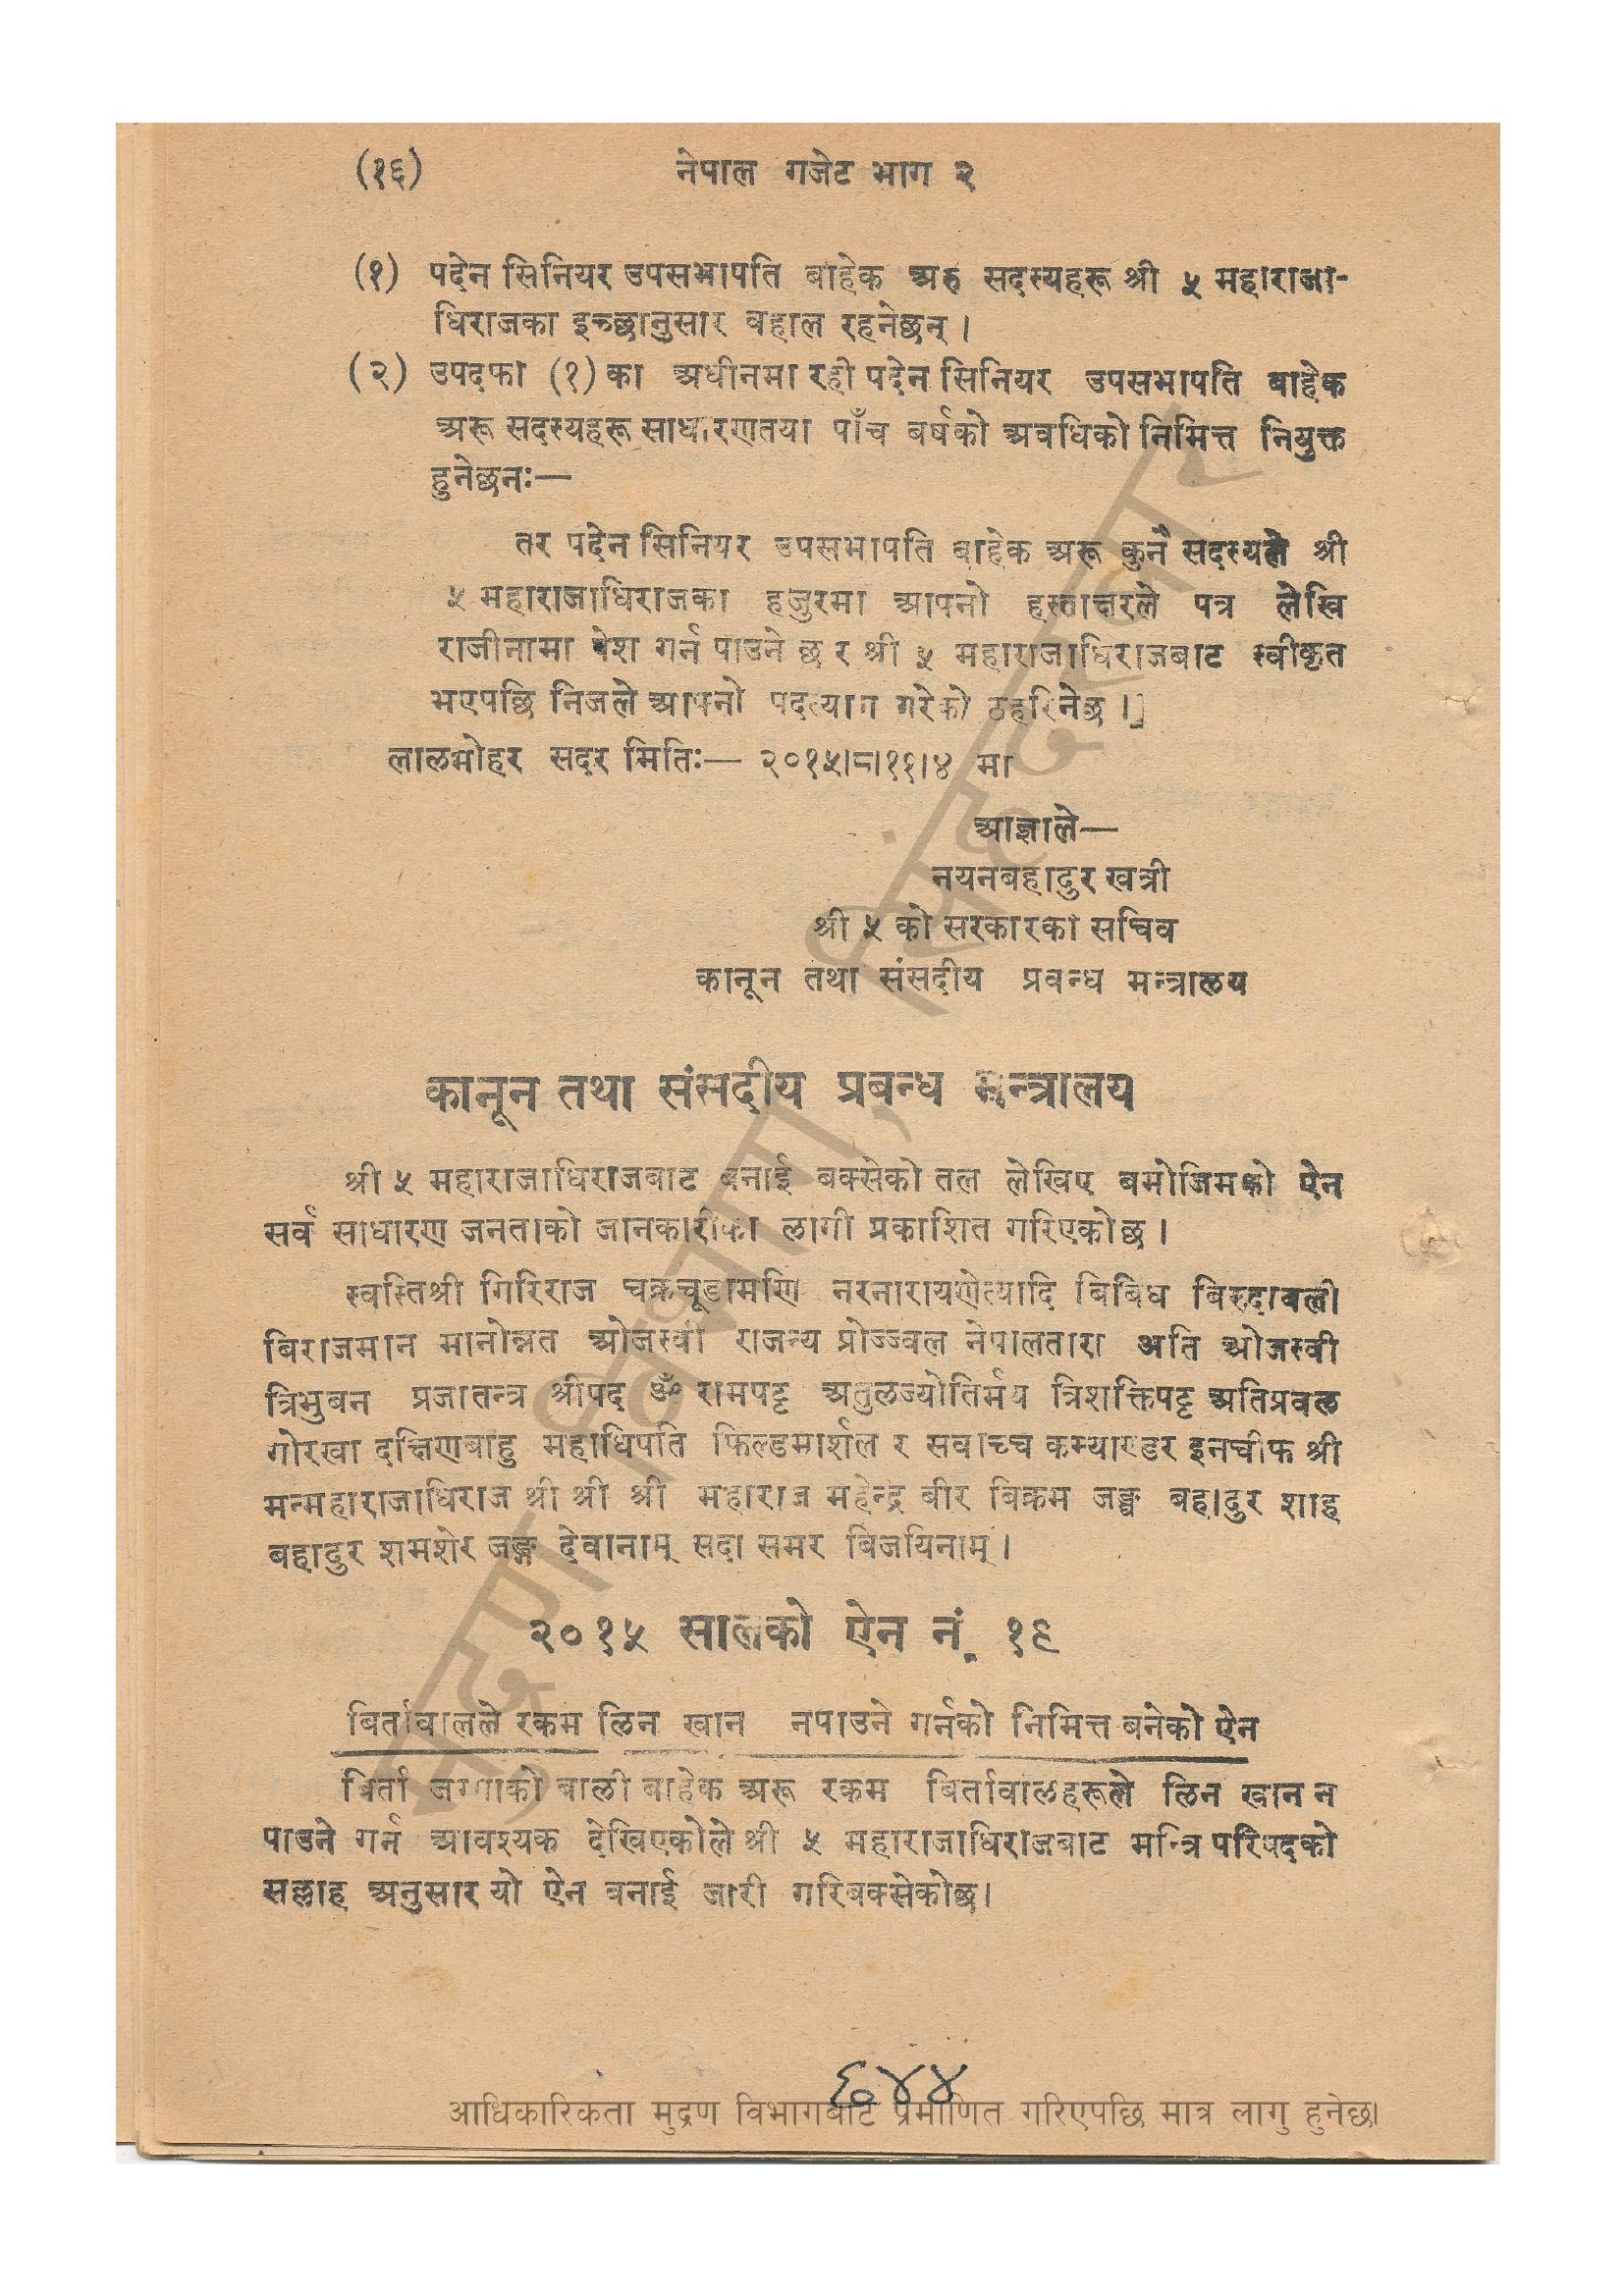 (१६) नेपाल गजेट भाग २
(१) पदेन सिनियर उपसभापति बाहेक अरु सदस्यहरू श्री ५ महाराजा-
धिराजका इच्छानुसार बहाल रहनेछन् ।
(२) उपदफा (१) का अधीनमा रही पदेन सिनियर उपसभापति बाहेक
अरू सदस्यहरू साधारणतया पाँच बर्षको अवधिको निमित्त नियुक्त
हुनेछनः—
तर पदेन सिनियर उपसभापति बाहेक अरू कुनै सदस्यले श्री
५ महाराजाधिराजका हजुरमा आफ्नो हस्ताक्षरले पत्र लेखि
राजीनामा पेश गर्न पाउने छ र श्री ५ महाराजाधिराजबाट स्वीकृत
भएपछि निजले आफ्नो पदत्याग गरेको ठहरिनेछ ।]
लालमोहर सदर मितिः— २०१५।८।११।४ मा
आज्ञाले—
नयनबहादुर खत्री
श्री ५ को सरकारको सचिव
कानून तथा संसदीय प्रवन्ध मन्त्रालय
कानून तथा संसदीय प्रबन्ध मन्त्रालय
श्री ५ महाराजाधिराजबाट बनाई बक्सेको तल लेखिए बमोजिमको ऐन
सर्व साधारण जनताको जानकारीका लागी प्रकाशित गरिएकोछ ।
स्वस्तिश्री गिरिराज चक्रचूडामणि नरनारायणेत्यादि बिबिध बिरुदावली
बिराजमान मानोन्नत ओजस्वी राजन्य प्रोज्ज्वल नेपालतारा अति ओजस्वी
त्रिभुबन प्रजातन्त्र श्रीपद ॐ रामपट्ट अतुलज्योतिर्मय त्रिशक्तिपट्ट अतिप्रवल
गोरखा दक्षिणबाहु महाधिपति फिल्डमार्शल र सर्वोच्च कम्याण्डर इनचीफ श्री
मन्महाराजाधिराज श्री श्री श्री महाराज महेन्द्र बीर बिक्रम जङ्ग बहादुर शाह
बहादुर शमशेर जङ्ग देवानाम् सदा समर बिजयिनाम् ।
२०१५ सालको ऐन नं. १९
बिर्तावालले रकम लिन खान नपाउने गर्नको निमित्त बनेको ऐन
बिर्ता जग्गाको बाली बाहेक अरू रकम बिर्तावालहरूले लिन खान न
पाउने गर्न आवश्यक देखिएकोले श्री ५ महाराजाधिराजबाट मन्त्रि परिषदको
सल्लाह अनुसार यो ऐन बनाई जारी गरिबक्सेकोछ।
६४४
आधिकारिकता मुद्रण विभागबाट प्रमाणित गरिएपछि मात्र लागु हुनेछ।
मुद्रण विभाग, सिंहदरबार